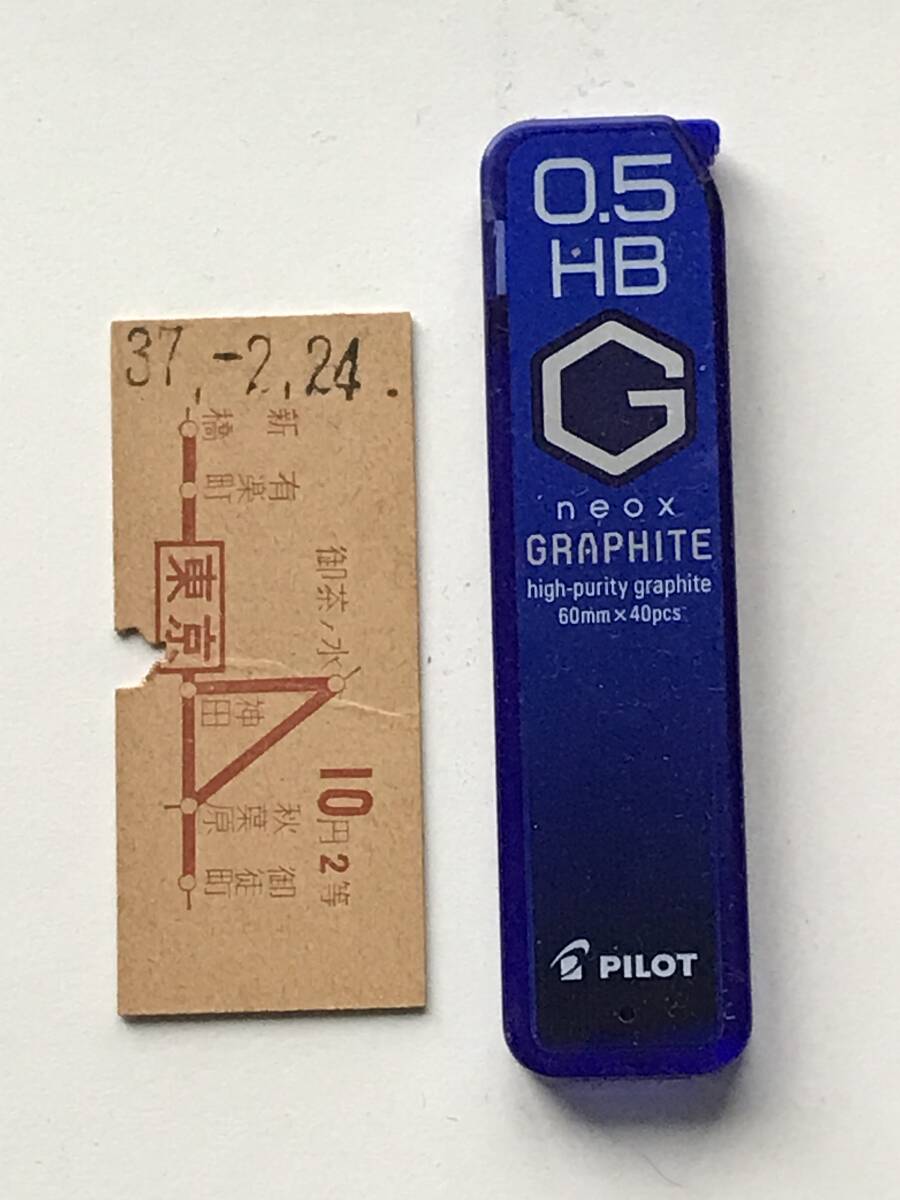 37.-2.24.
新橋
有楽町
東京
御茶ノ水
神田
秋葉原
御徒町
10円2等
0.5
HB
G
neox
GRAPHITE
high-purity graphite
60mm×40pcs
PILOT